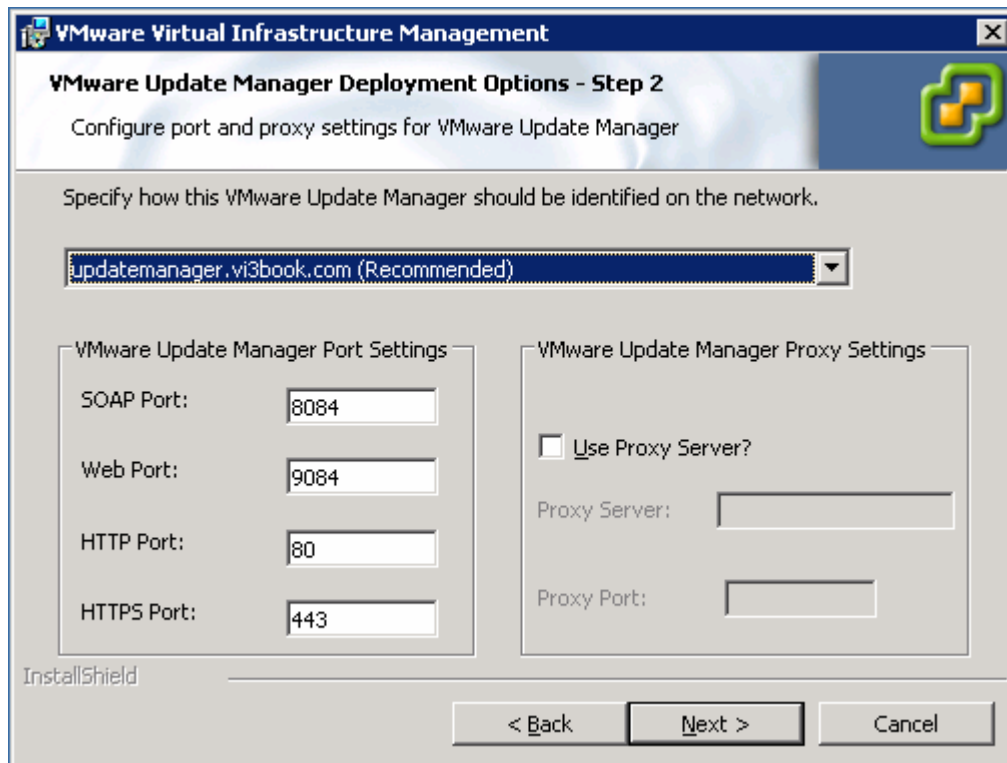 VMware Virtual Infrastructure Management
VMware Update Manager Deployment Options - Step 2
Configure port and proxy settings for VMware Update Manager
Specify how this VMware Update Manager should be identified on the network.
updatemanager.vi3book.com (Recommended)
VMware Update Manager Port Settings
SOAP Port:
8084
Web Port:
9084
HTTP Port:
80
HTTPS Port:
443
VMware Update Manager Proxy Settings
Use Proxy Server?
Proxy Server:
Proxy Port:
InstallShield
< Back
Next >
Cancel